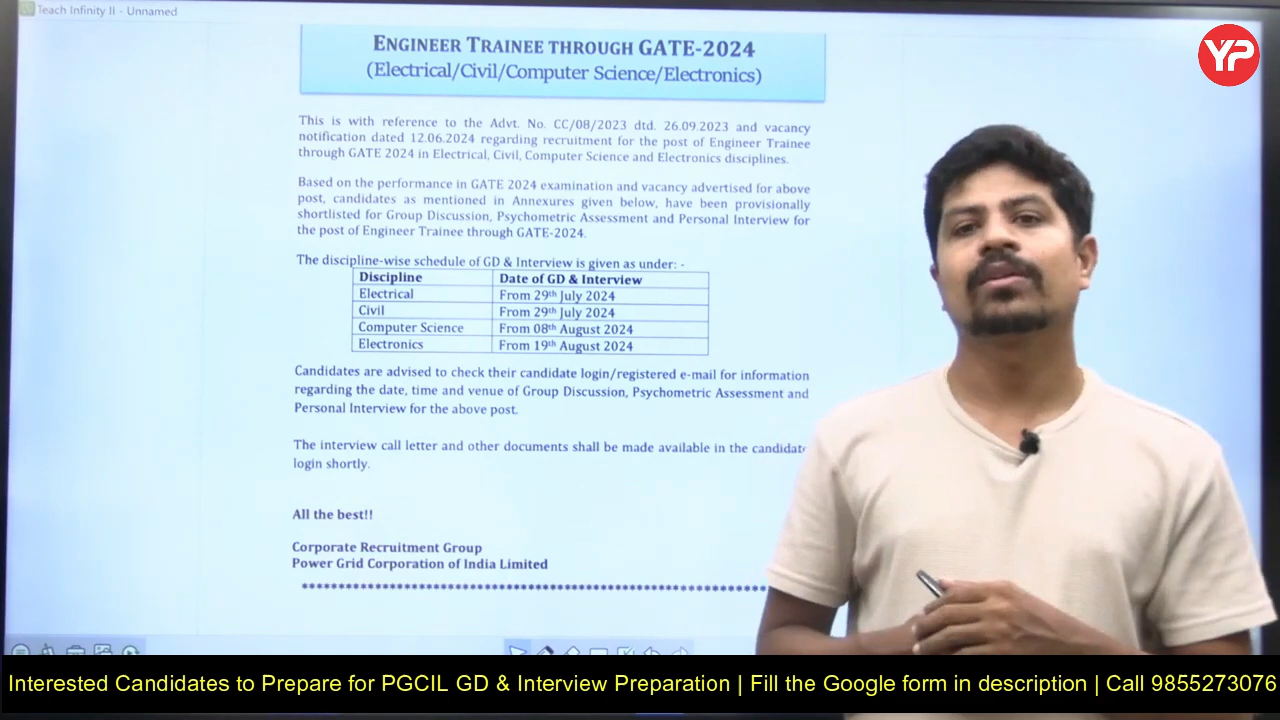 Teach Infinity II - Unnamed
YP
ENGINEER TRAINEE THROUGH GATE-2024
(Electrical/Civil/Computer Science/Electronics)
This is with reference to the Advt. No. CC/08/2023 dtd. 26.09.2023 and vacancy
notification dated 12.06.2024 regarding recruitment for the post of Engineer Trainee
through GATE 2024 in Electrical, Civil, Computer Science and Electronics disciplines.
Based on the performance in GATE 2024 examination and vacancy advertised for above
post, candidates as mentioned in Annexures given below, have been provisionally
shortlisted for Group Discussion, Psychometric Assessment and Personal Interview for
the post of Engineer Trainee through GATE-2024.
The discipline-wise schedule of GD & Interview is given as under: -
Discipline Date of GD & Interview
Electrical From 29th July 2024
Civil From 29th July 2024
Computer Science From 08th August 2024
Electronics From 19th August 2024
Candidates are advised to check their candidate login/registered e-mail for information
regarding the date, time and venue of Group Discussion, Psychometric Assessment and
Personal Interview for the above post.
The interview call letter and other documents shall be made available in the candidate
login shortly.
All the best!!
Corporate Recruitment Group
Power Grid Corporation of India Limited
Interested Candidates to Prepare for PGCIL GD & Interview Preparation | Fill the Google form in description | Call 9855273076